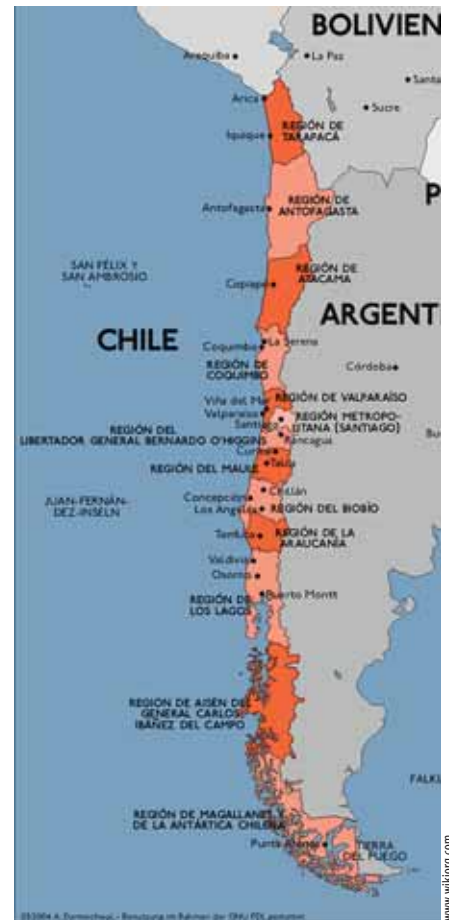 BOLIVIEN
Arequiba
La Paz
Santa
Arica
Sucre
Iquique
REGIÓN DE
TARAPACÁ
P
Antofagasta
REGIÓN DE
ANTOFAGASTA
SAN FÉLIX Y
SAN AMBROSIO
REGIÓN DE
ATACAMA
Copiapó
ARGENT
CHILE
La Serena
Coquimbo
REGIÓN DE
COQUIMBO
Córdoba
Viña del Mar
REGIÓN DE VALPARAÍSO
Valparaíso
Santiago
REGIÓN METROPO-
LITANA (SANTIAGO)
REGIÓN DEL
LIBERTADOR GENERAL BERNARDO O'HIGGINS
Rancagua
Bu
Curicó
Talca
REGIÓN DEL MAULE
Chillán
Concepción
JUAN-FERNÁN-
DEZ-INSELN
Los Angeles
REGIÓN DEL BIOBÍO
Temuco
REGIÓN DE LA
ARAUCANÍA
Valdivia
Osorno
Puerto Montt
REGIÓN DE
LOS LAGOS
REGIÓN DE AISÉN DEL
GENERAL CARLOS
IBÁÑEZ DEL CAMPO
FALKL
REGIÓN DE MAGALLANES Y
DE LA ANTÁRTICA CHILENA
Punta Arenas
TIERRA
DEL FUEGO
www.wikiorg.com